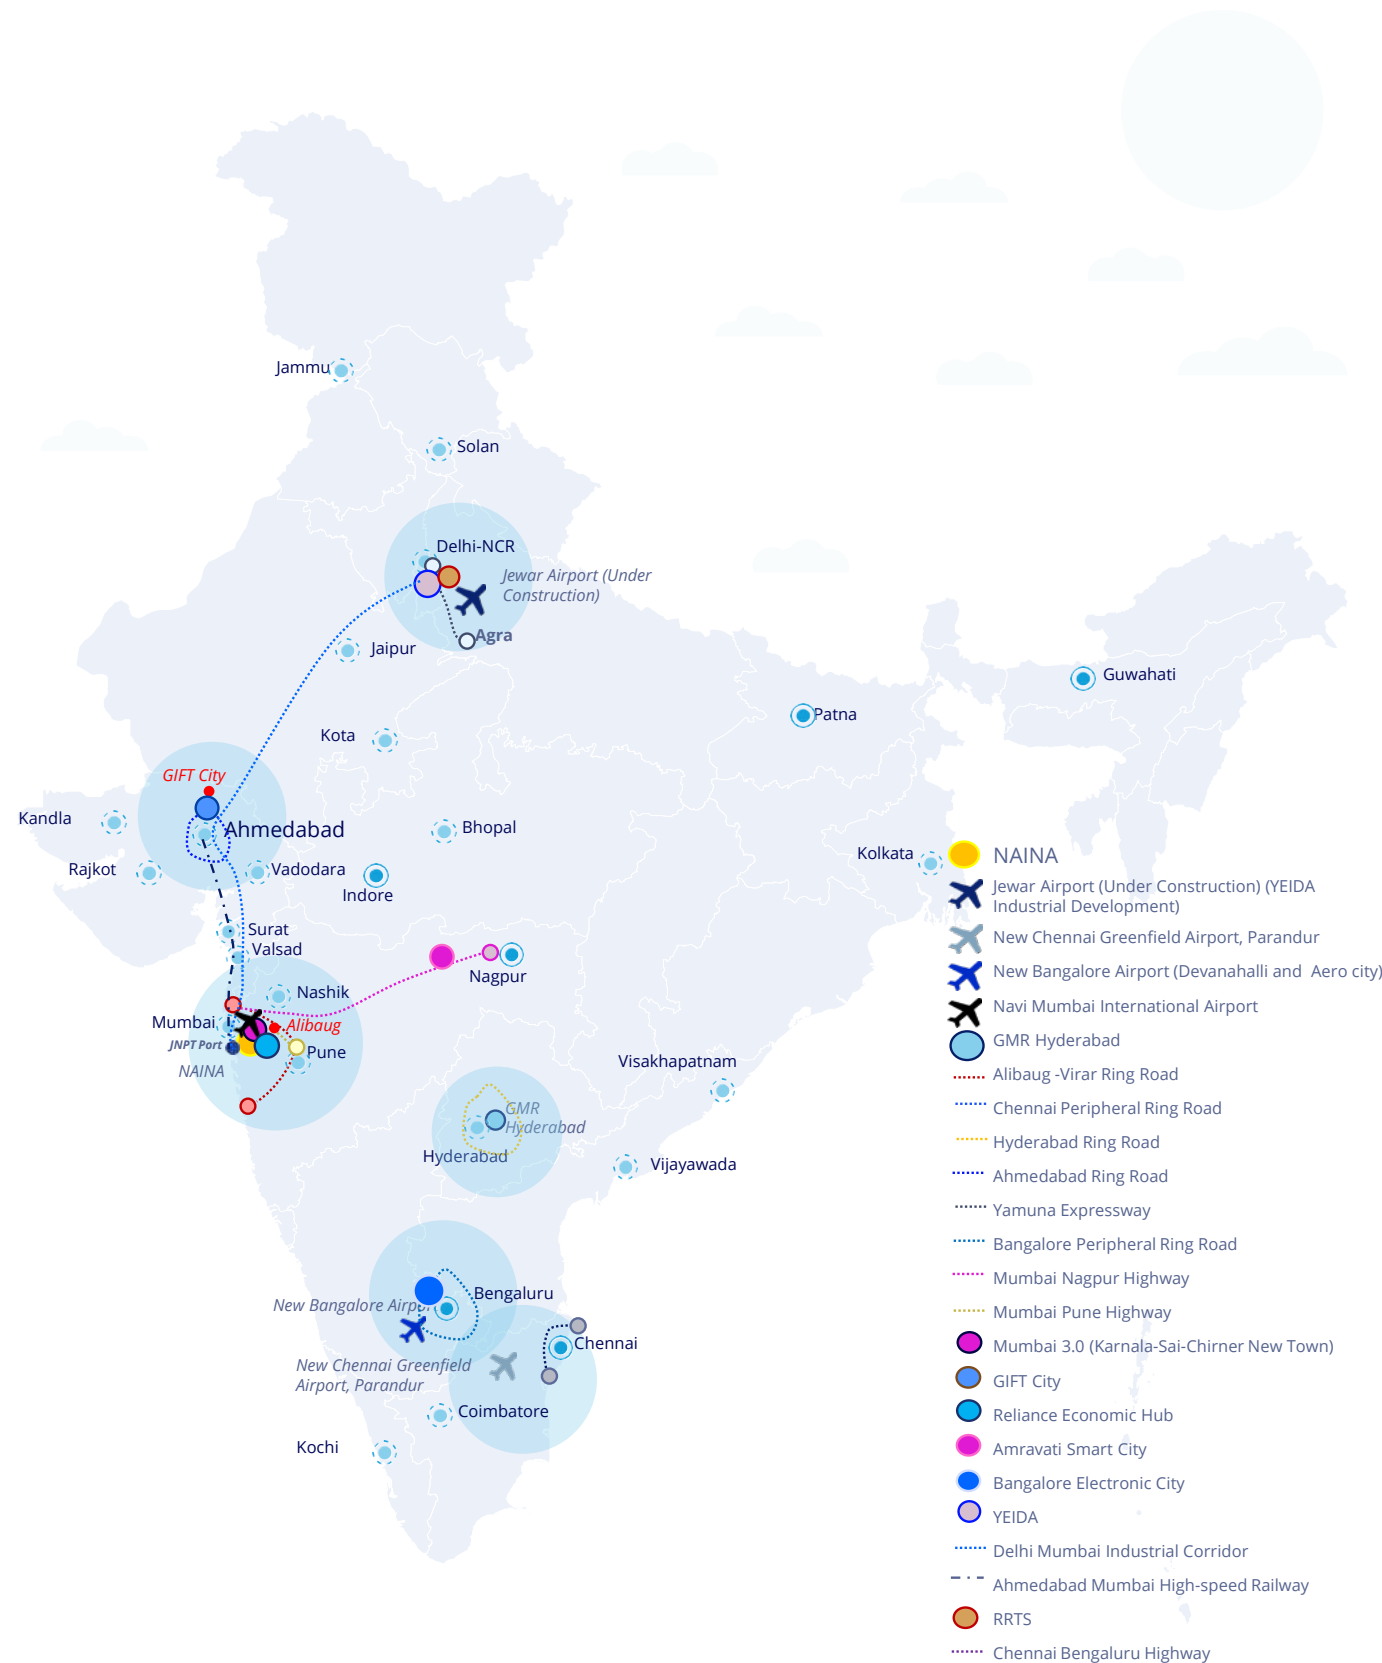 Jammu
Solan
Delhi-NCR
Jewar Airport (Under
Construction)
Agra
Jaipur
Guwahati
Patna
Kota
GIFT City
Kandla
Ahmedabad
Bhopal
Rajkot
Vadodara
Indore
Kolkata
Surat
Valsad
Nagpur
Nashik
Mumbai
Alibaug
JNPT Port
Pune
NAINA
Visakhapatnam
GMR
Hyderabad
Hyderabad
Vijayawada
Bengaluru
New Bangalore Airpo
Chennai
New Chennai Greenfield
Airport, Parandur
Coimbatore
Kochi
NAINA
Jewar Airport (Under Construction) (YEIDA
Industrial Development)
New Chennai Greenfield Airport, Parandur
New Bangalore Airport (Devanahalli and Aero city)
Navi Mumbai International Airport
GMR Hyderabad
Alibaug -Virar Ring Road
Chennai Peripheral Ring Road
Hyderabad Ring Road
Ahmedabad Ring Road
Yamuna Expressway
Bangalore Peripheral Ring Road
Mumbai Nagpur Highway
Mumbai Pune Highway
Mumbai 3.0 (Karnala-Sai-Chirner New Town)
GIFT City
Reliance Economic Hub
Amravati Smart City
Bangalore Electronic City
YEIDA
Delhi Mumbai Industrial Corridor
Ahmedabad Mumbai High-speed Railway
RRTS
Chennai Bengaluru Highway